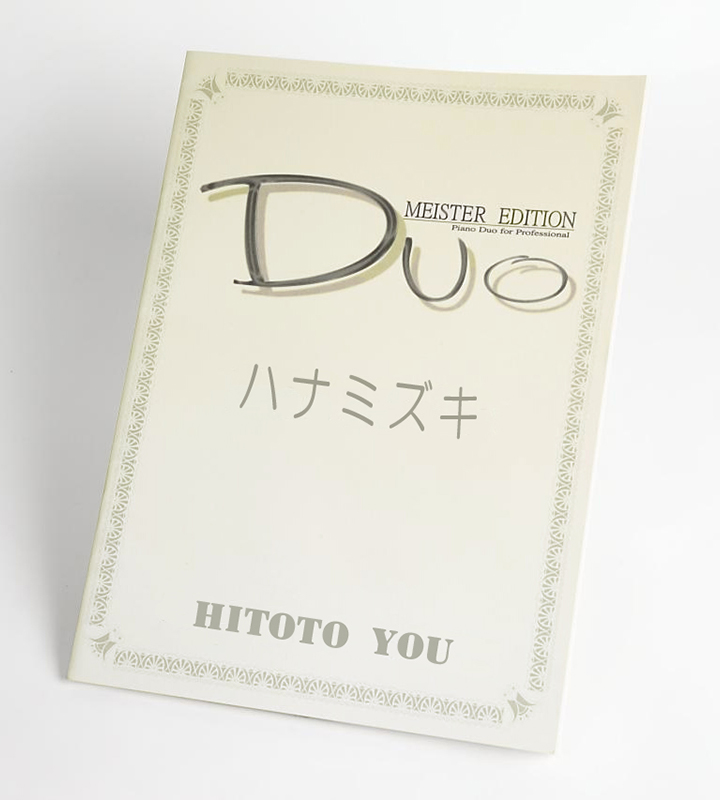 DUO
MEISTER EDITION
Piano Duo for Professional
ハナミズキ
HITOTO YOU